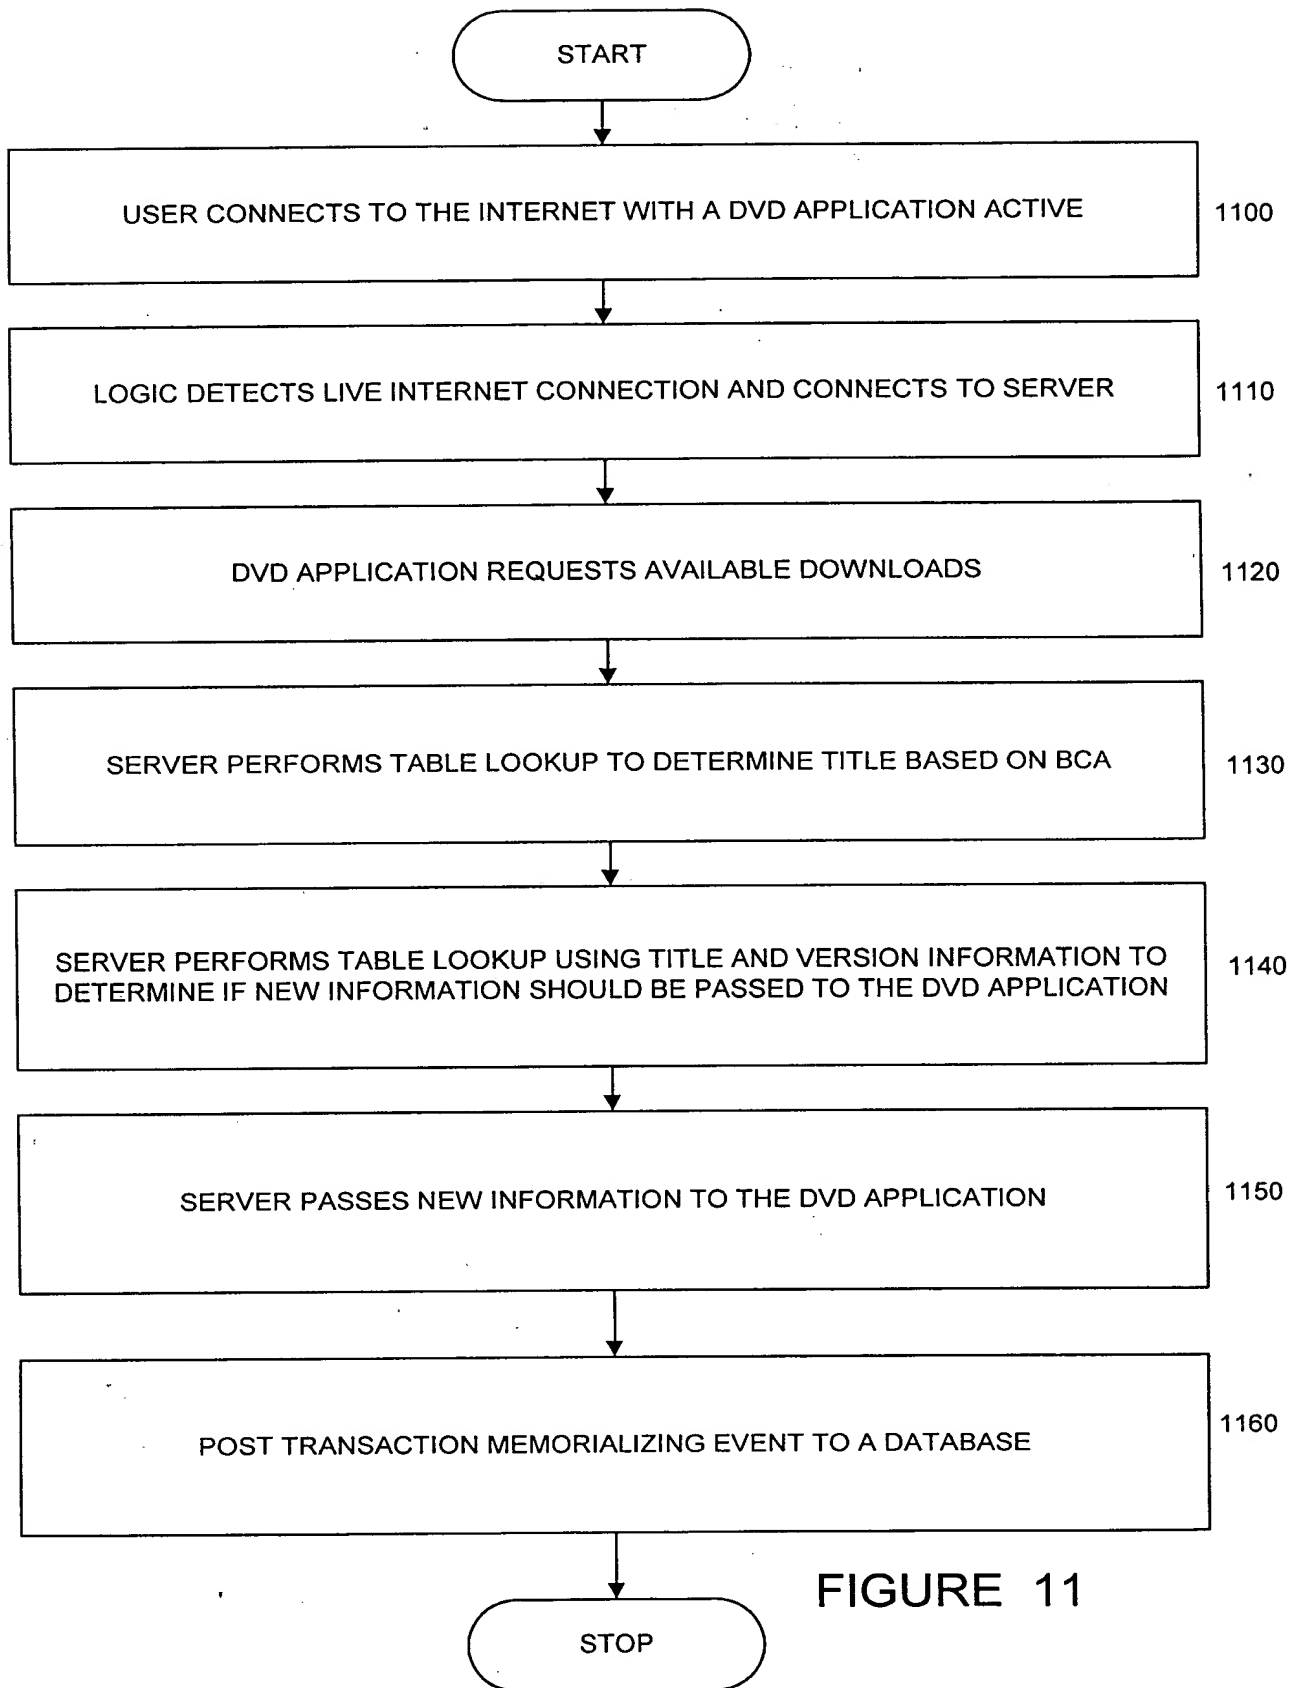 START
USER CONNECTS TO THE INTERNET WITH A DVD APPLICATION ACTIVE
1100
LOGIC DETECTS LIVE INTERNET CONNECTION AND CONNECTS TO SERVER
1110
DVD APPLICATION REQUESTS AVAILABLE DOWNLOADS
1120
SERVER PERFORMS TABLE LOOKUP TO DETERMINE TITLE BASED ON BCA
1130
SERVER PERFORMS TABLE LOOKUP USING TITLE AND VERSION INFORMATION TO
DETERMINE IF NEW INFORMATION SHOULD BE PASSED TO THE DVD APPLICATION
1140
SERVER PASSES NEW INFORMATION TO THE DVD APPLICATION
1150
POST TRANSACTION MEMORIALIZING EVENT TO A DATABASE
1160
FIGURE 11
STOP